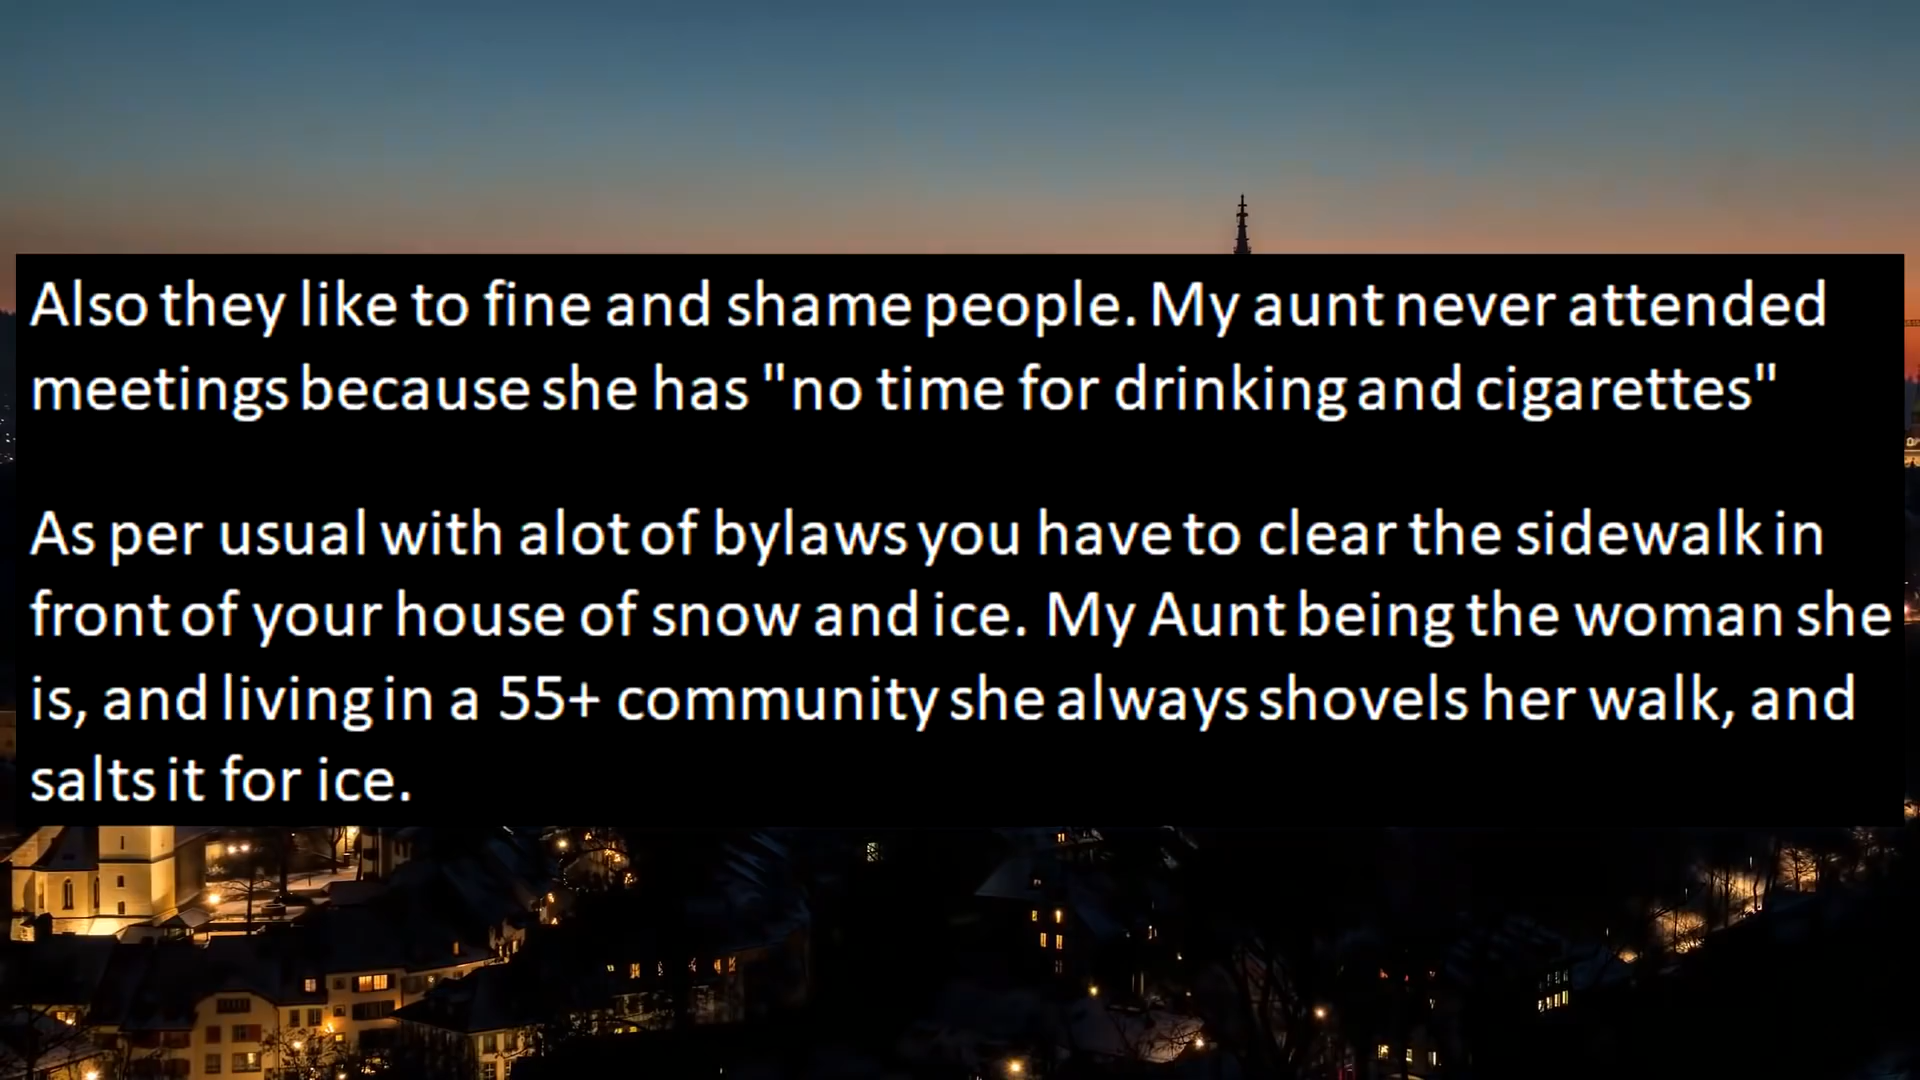 Also they like to fine and shame people. My aunt never attended
meetings because she has "no time for drinking and cigarettes"
As per usual with alot of bylaws you have to clear the sidewalk in
front of your house of snow and ice. My Aunt being the woman she
is, and living in a 55+ community she always shovels her walk, and
salts it for ice.